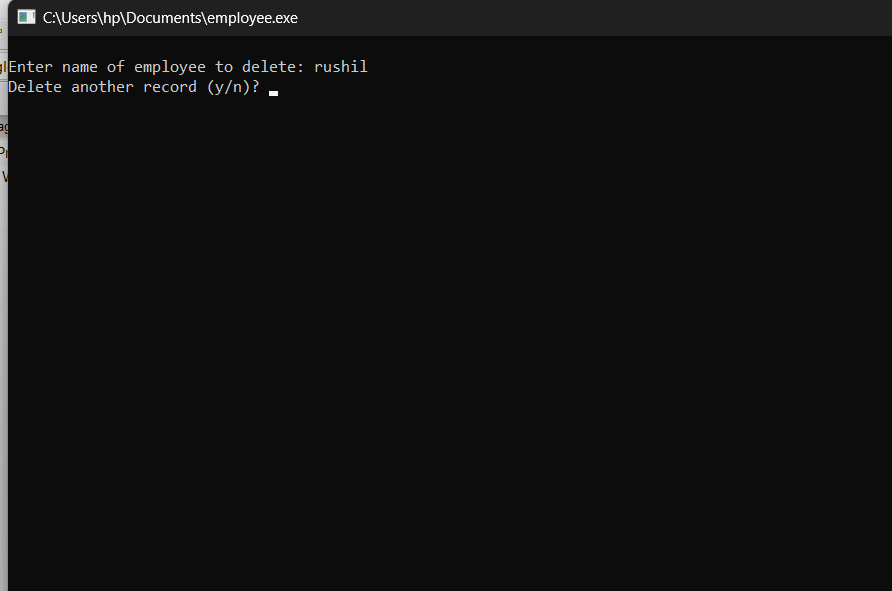 C:\Users\hp\Documents\employee.exe
Enter name of employee to delete: rushil
Delete another record (y/n)?